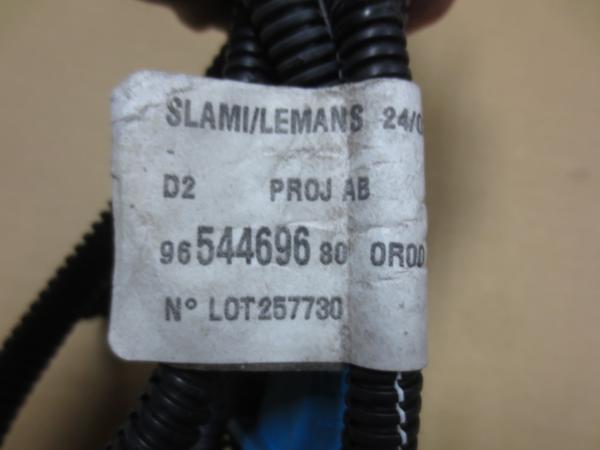 SLAMI/LEMANS 24/0
D2 PROJ AB
96 544696 80 OR00
N° LOT257730